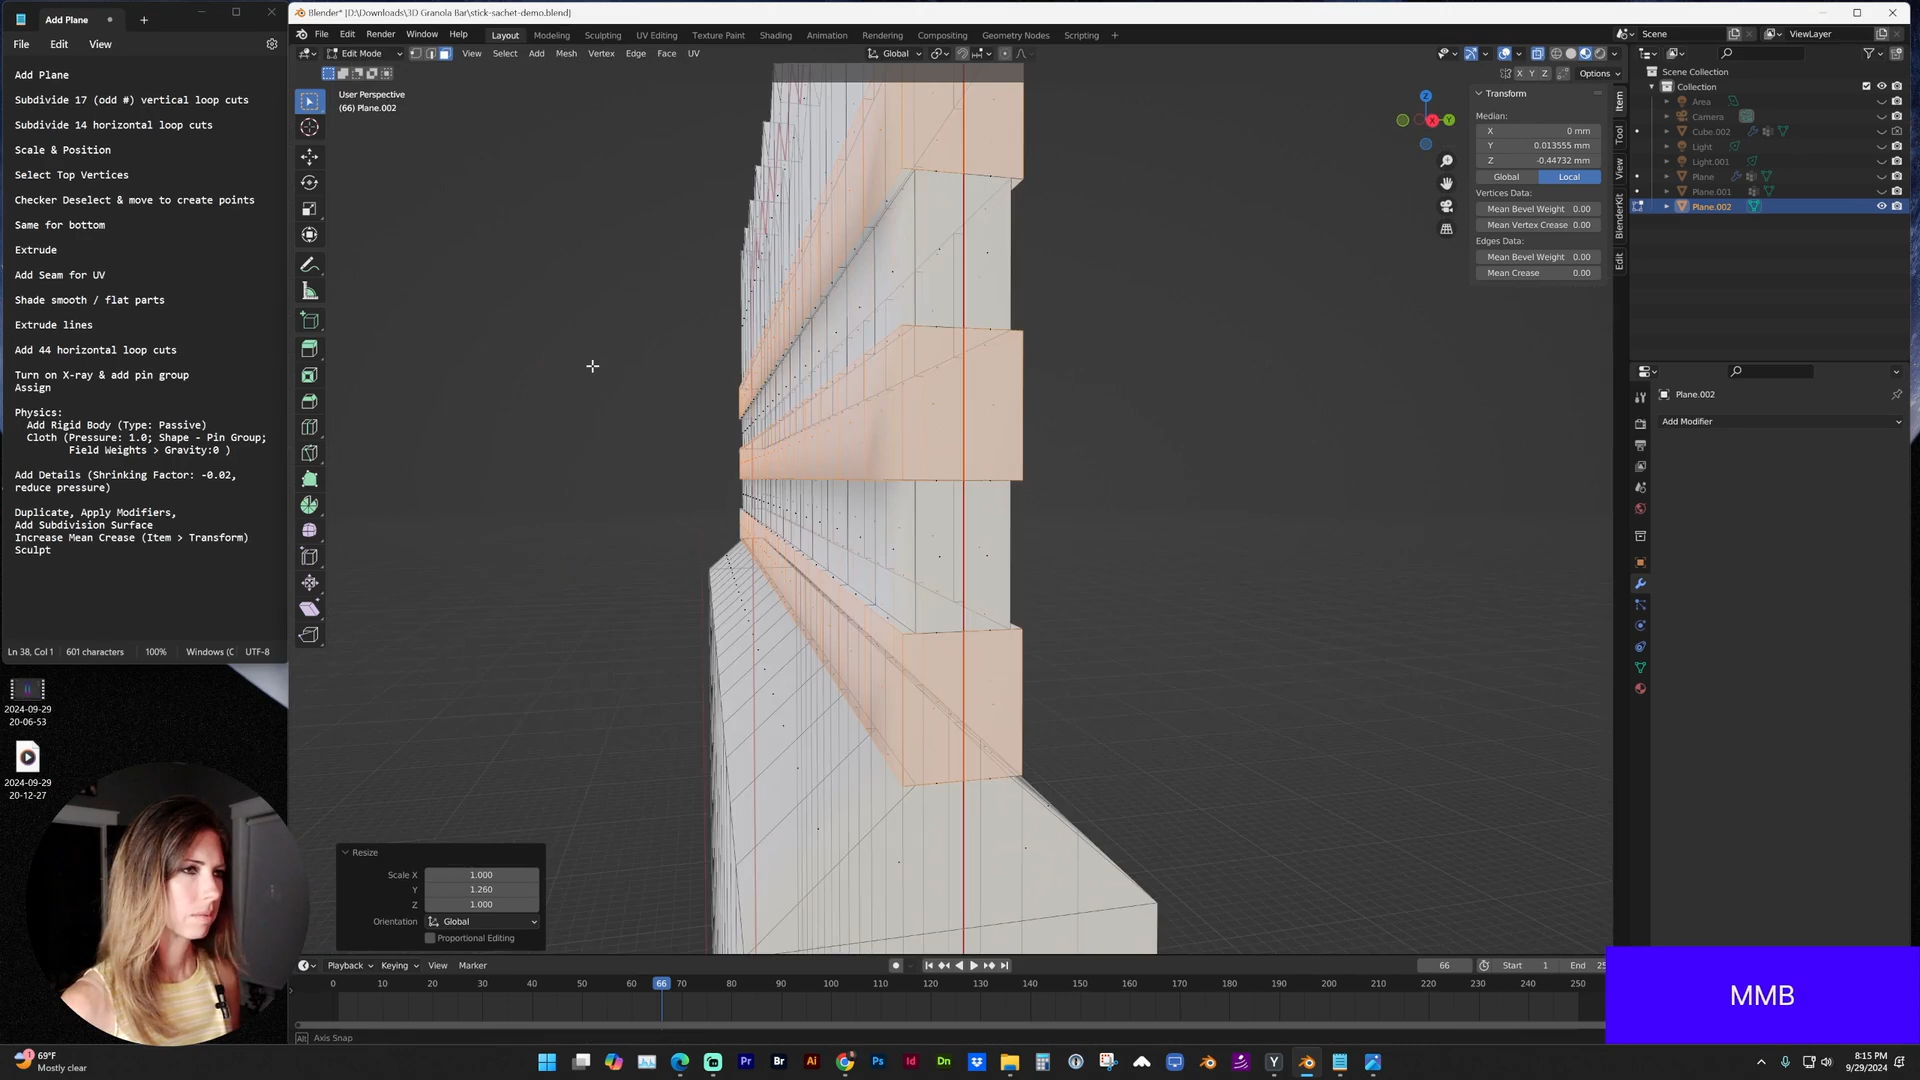 Add Plane
File Edit View
Add Plane
Subdivide 17 (odd #) vertical loop cuts
Subdivide 14 horizontal loop cuts
Scale & Position
Select Top Vertices
Checker Deselect & move to create points
Same for bottom
Extrude
Add Seam for UV
Shade smooth / flat parts
Extrude lines
Add 44 horizontal loop cuts
Turn on X-ray & add pin group
Assign
Physics:
Add Rigid Body (Type: Passive)
Cloth (Pressure: 1.0; Shape - Pin Group;
Field Weights > Gravity:0 )
Add Details (Shrinking Factor: -0.02,
reduce pressure)
Duplicate, Apply Modifiers,
Add Subdivision Surface
Increase Mean Crease (Item > Transform)
Sculpt
Ln 38, Col 1 601 characters 100% Windows (C UTF-8
2024-09-29
20-06-53
2024-09-29
20-12-27
Blender* [D:\Downloads\3D Granola Bar\stick-sachet-demo.blend]
File Edit Render Window Help Layout Modeling Sculpting UV Editing Texture Paint Shading Animation Rendering Compositing Geometry Nodes Scripting + Scene ViewLayer
Edit Mode View Select Add Mesh Vertex Edge Face UV Global
X Y Z Options
User Perspective
(66) Plane.002
Z
X
Y
Transform
Median:
X 0 mm
Y 0.013555 mm
Z -0.44732 mm
Global Local
Vertices Data:
Mean Bevel Weight 0.00
Mean Vertex Crease 0.00
Edges Data:
Mean Bevel Weight 0.00
Mean Crease 0.00
Item
Tool
View
BlenderKit
Edit
Scene Collection
Collection
Area
Camera
Cube.002
Light
Light.001
Plane
Plane.001
Plane.002
Plane.002
Add Modifier
Resize
Scale X 1.000
Y 1.260
Z 1.000
Orientation Global
Proportional Editing
Playback Keying View Marker 66 Start 1 End 25
0 10 20 30 40 50 60 66 70 80 90 100 110 120 130 140 150 160 170 180 190 200 210 220 230 240 250
Alt Axis Snap
MMB
69°F
Mostly clear
Pr Br Ai Ps Id Dn Y
8:15 PM
9/29/2024